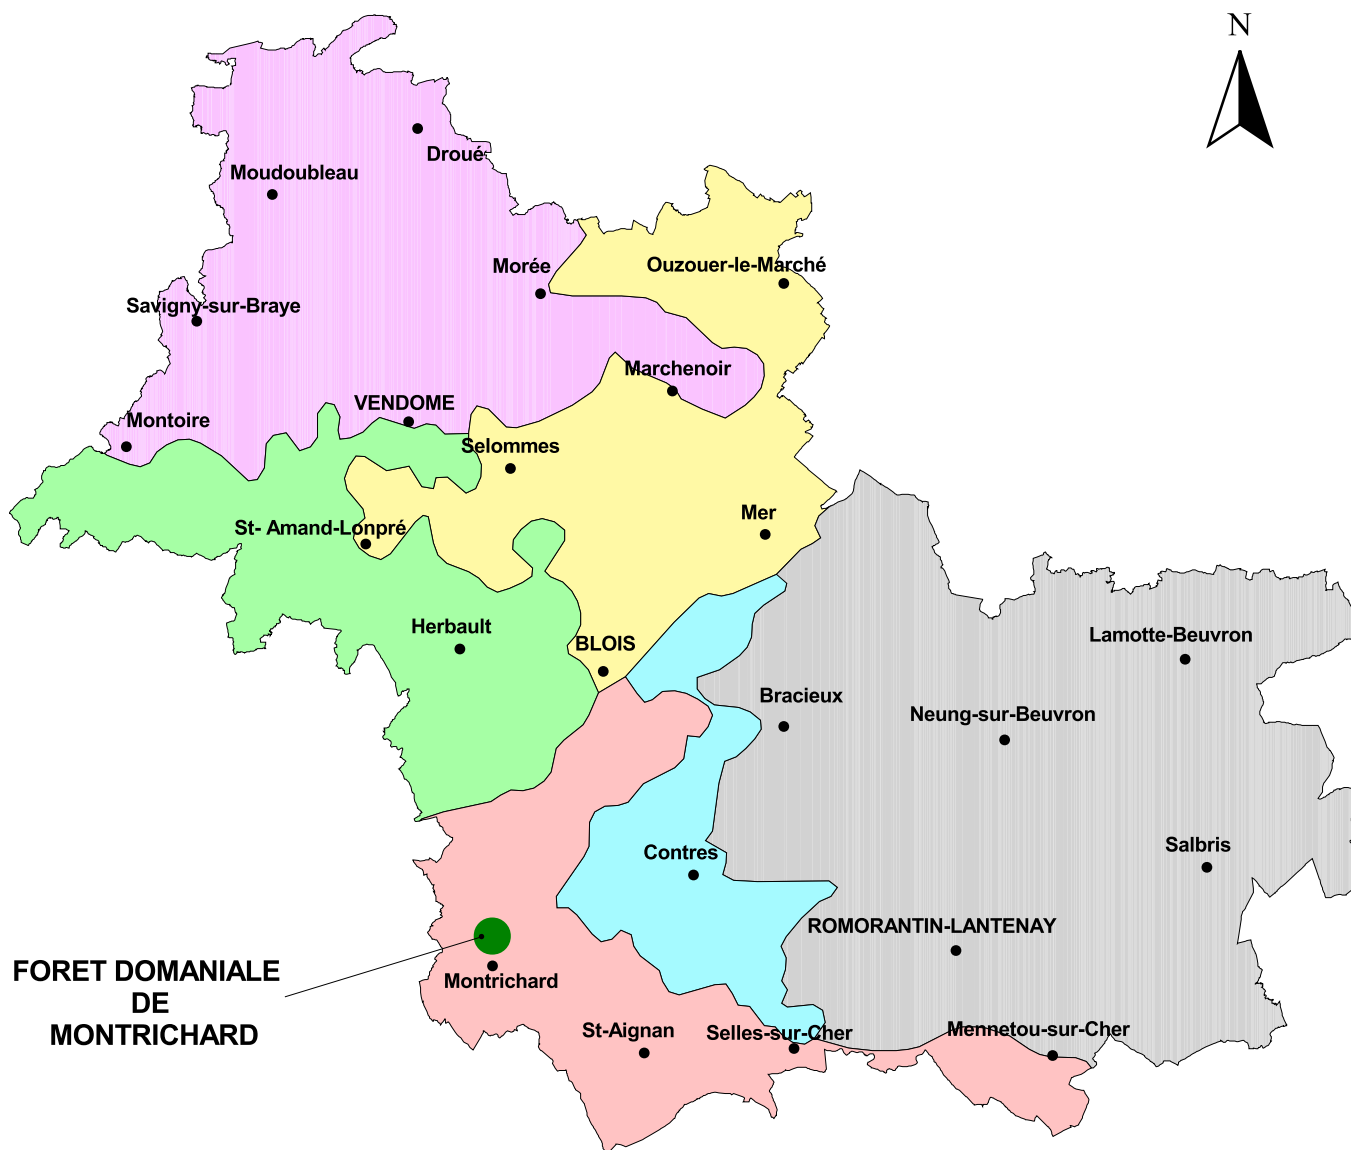 N
Droué
Moudoubleau
Ouzouer-le-Marché
Morée
Savigny-sur-Braye
Marchenoir
VENDOME
Montoire
Selommes
Mer
St- Amand-Lonpré
Herbault
Lamotte-Beuvron
BLOIS
Bracieux
Neung-sur-Beuvron
Salbris
Contres
ROMORANTIN-LANTENAY
FORET DOMANIALE
DE
MONTRICHARD
Montrichard
St-Aignan
Selles-sur-Cher
Mennetou-sur-Cher